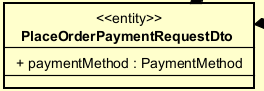 <<entity>>
PlaceOrderPaymentRequestDto
+ paymentMethod : PaymentMethod